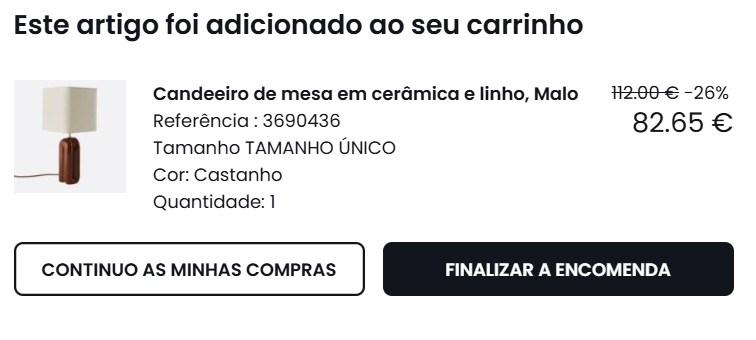 Este artigo foi adicionado ao seu carrinho
Candeeiro de mesa em cerâmica e linho, Malo
112.00 € -26%
82.65 €
Referência : 3690436
Tamanho TAMANHO ÚNICO
Cor: Castanho
Quantidade: 1
CONTINUO AS MINHAS COMPRAS
FINALIZAR A ENCOMENDA